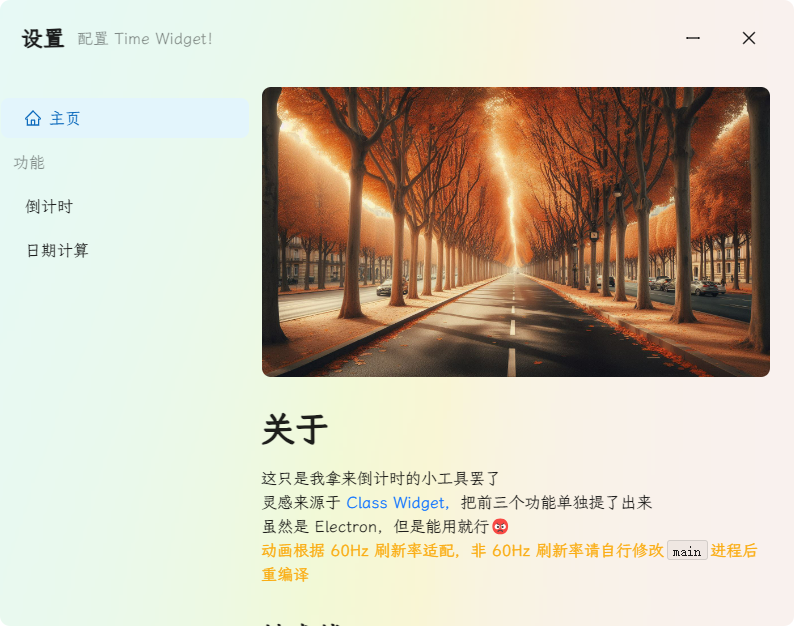 设置 配置 Time Widget!
主页
功能
倒计时
日期计算
关于
这只是我拿来倒计时的小工具罢了
灵感来源于 Class Widget，把前三个功能单独提了出来
虽然是 Electron，但是能用就行
动画根据 60Hz 刷新率适配，非 60Hz 刷新率请自行修改 main 进程后
重编译